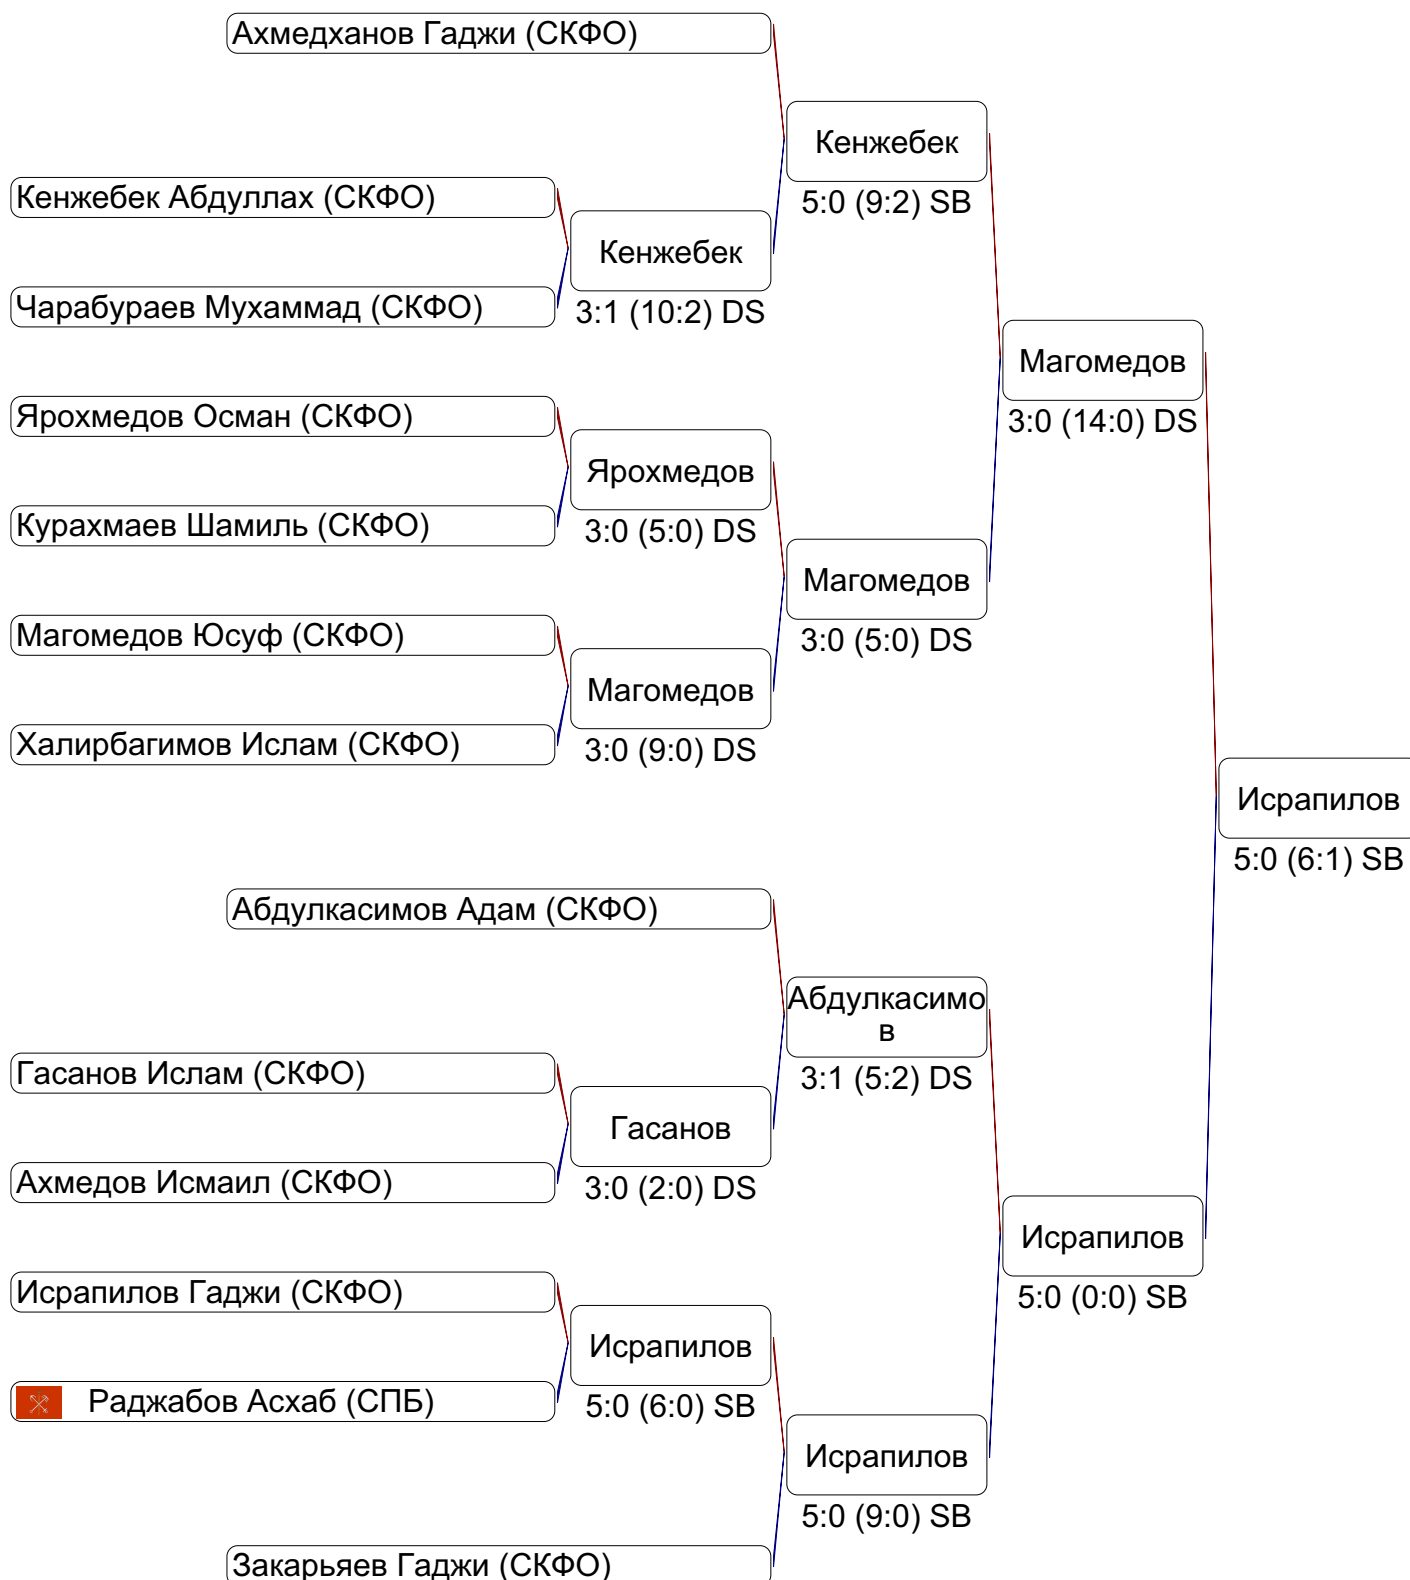 Ахмедханов Гаджи (СКФО)
Кенжебек
5:0 (9:2) SB
Кенжебек Абдуллах (СКФО)
Кенжебек
3:1 (10:2) DS
Чарабураев Мухаммад (СКФО)
Магомедов
3:0 (14:0) DS
Ярохмедов Осман (СКФО)
Ярохмедов
3:0 (5:0) DS
Курахмаев Шамиль (СКФО)
Магомедов
3:0 (5:0) DS
Магомедов Юсуф (СКФО)
Магомедов
3:0 (9:0) DS
Халирбагимов Ислам (СКФО)
Исрапилов
5:0 (6:1) SB
Абдулкасимов Адам (СКФО)
Абдулкасимо
в
3:1 (5:2) DS
Гасанов Ислам (СКФО)
Гасанов
3:0 (2:0) DS
Ахмедов Исмаил (СКФО)
Исрапилов
5:0 (0:0) SB
Исрапилов Гаджи (СКФО)
Исрапилов
5:0 (6:0) SB
Раджабов Асхаб (СПБ)
Исрапилов
5:0 (9:0) SB
Закарьяев Гаджи (СКФО)